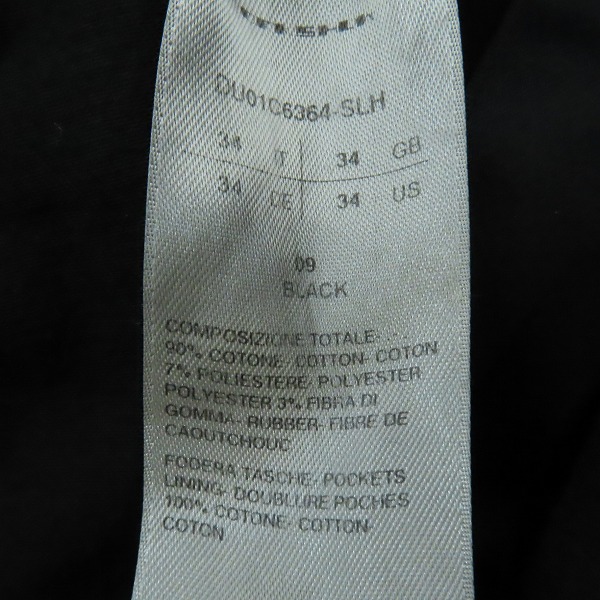 DU01C6364-SLH
34 IT 34 GB
34 DE 34 US
09
BLACK
COMPOSIZIONE TOTALE-
90% COTONE- COTTON- COTON
7% POLIESTERE- POLYESTER
POLYESTER 3% FIBRA DI
GOMMA- RUBBER- FIBRE DE
CAOUTCHOUC
FODERA TASCHE- POCKETS
LINING- DOUBLURE POCHES
100% COTONE- COTTON-
COTON